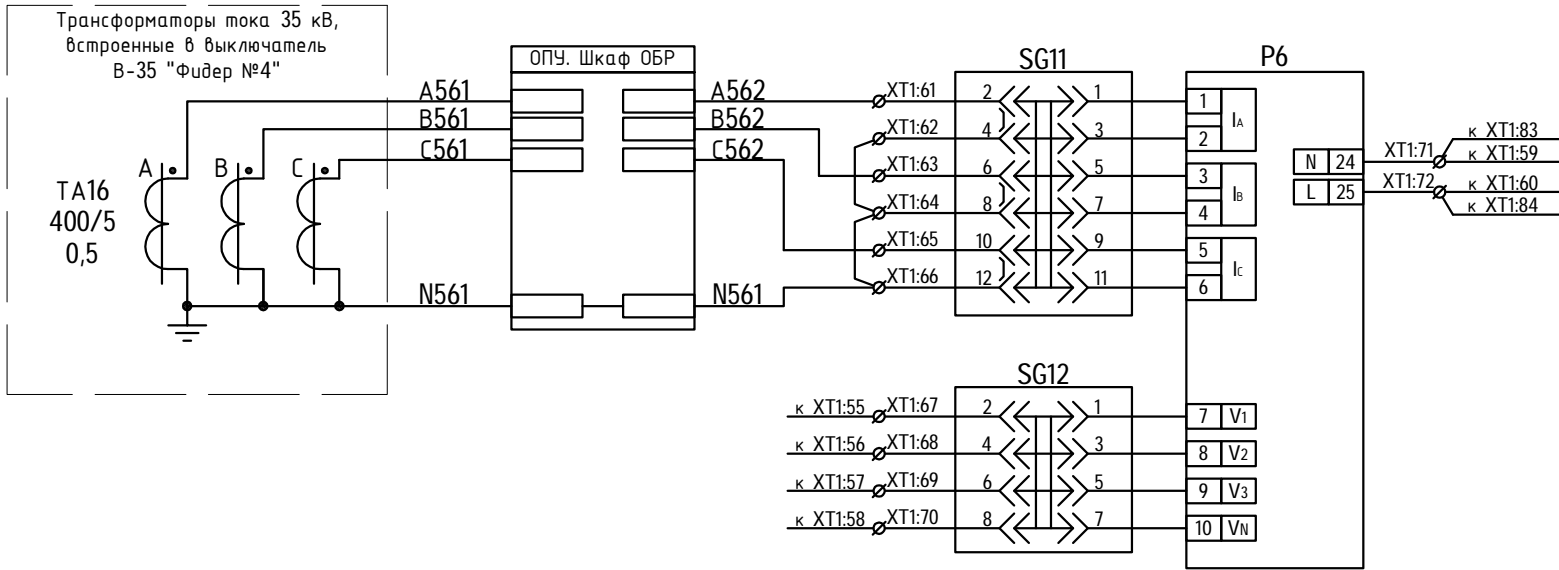 Трансформаторы тока 35 кВ,
встроенные в выключатель
В-35 "Фидер №4"
A
B
C
TA16
400/5
0,5
A561
B561
C561
N561
ОПУ. Шкаф ОБР
A562
B562
C562
N561
XT1:61
XT1:62
XT1:63
XT1:64
XT1:65
XT1:66
SG11
2 1
4 3
6 5
8 7
10 9
12 11
P6
1
2
IA
3
4
IB
5
6
IC
N 24
L 25
XT1:71
XT1:72
к XT1:83
к XT1:59
к XT1:60
к XT1:84
SG12
к XT1:55 XT1:67 2 1 7 V1
к XT1:56 XT1:68 4 3 8 V2
к XT1:57 XT1:69 6 5 9 V3
к XT1:58 XT1:70 8 7 10 VN